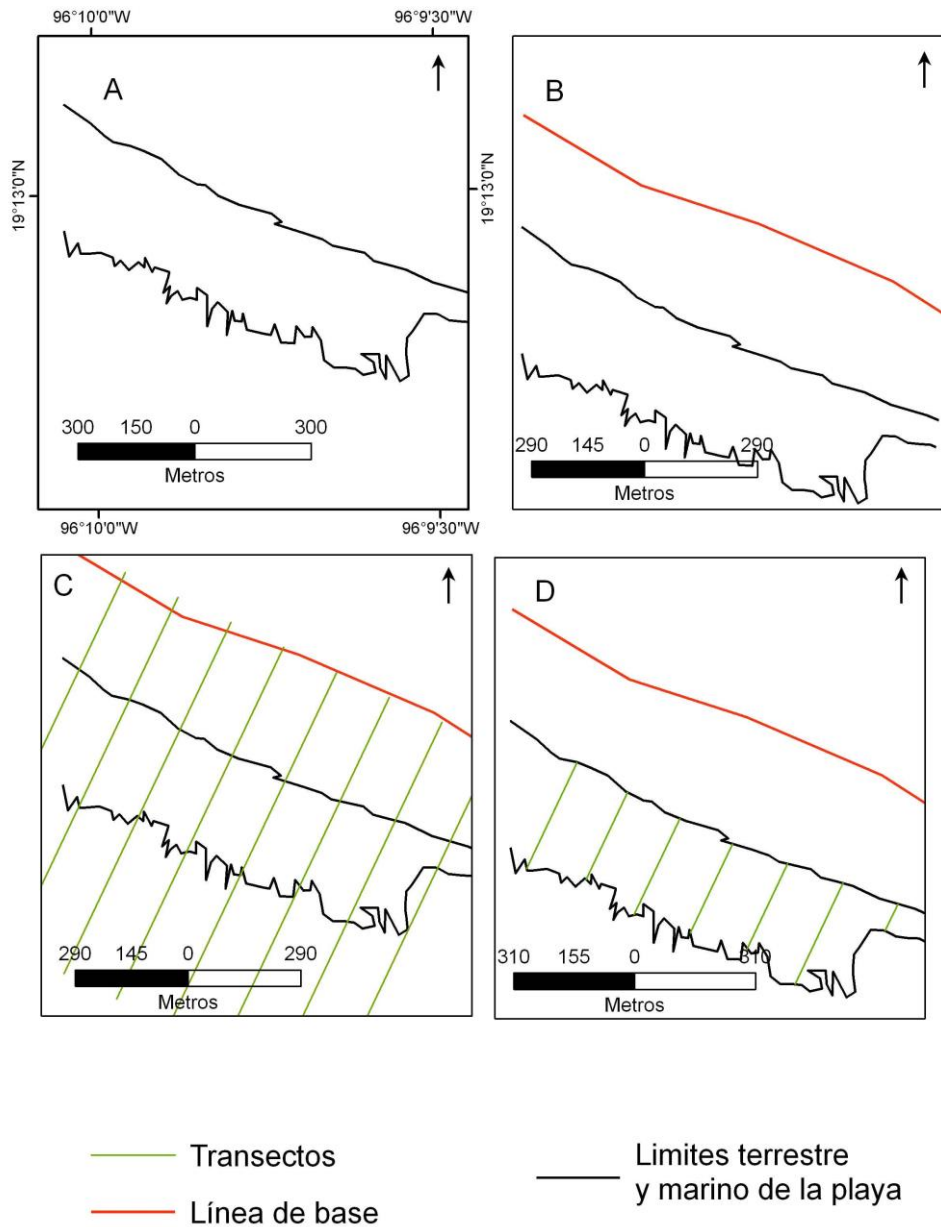 96°10'0"W
96°9'30"W
A
19°13'0"N
300 150 0 300
Metros
96°10'0"W
96°9'30"W
B
19°13'0"N
290 145 0 290
Metros
C
290 145 0 290
Metros
D
310 155 0 310
Metros
Transectos
Línea de base
Limites terrestre
y marino de la playa